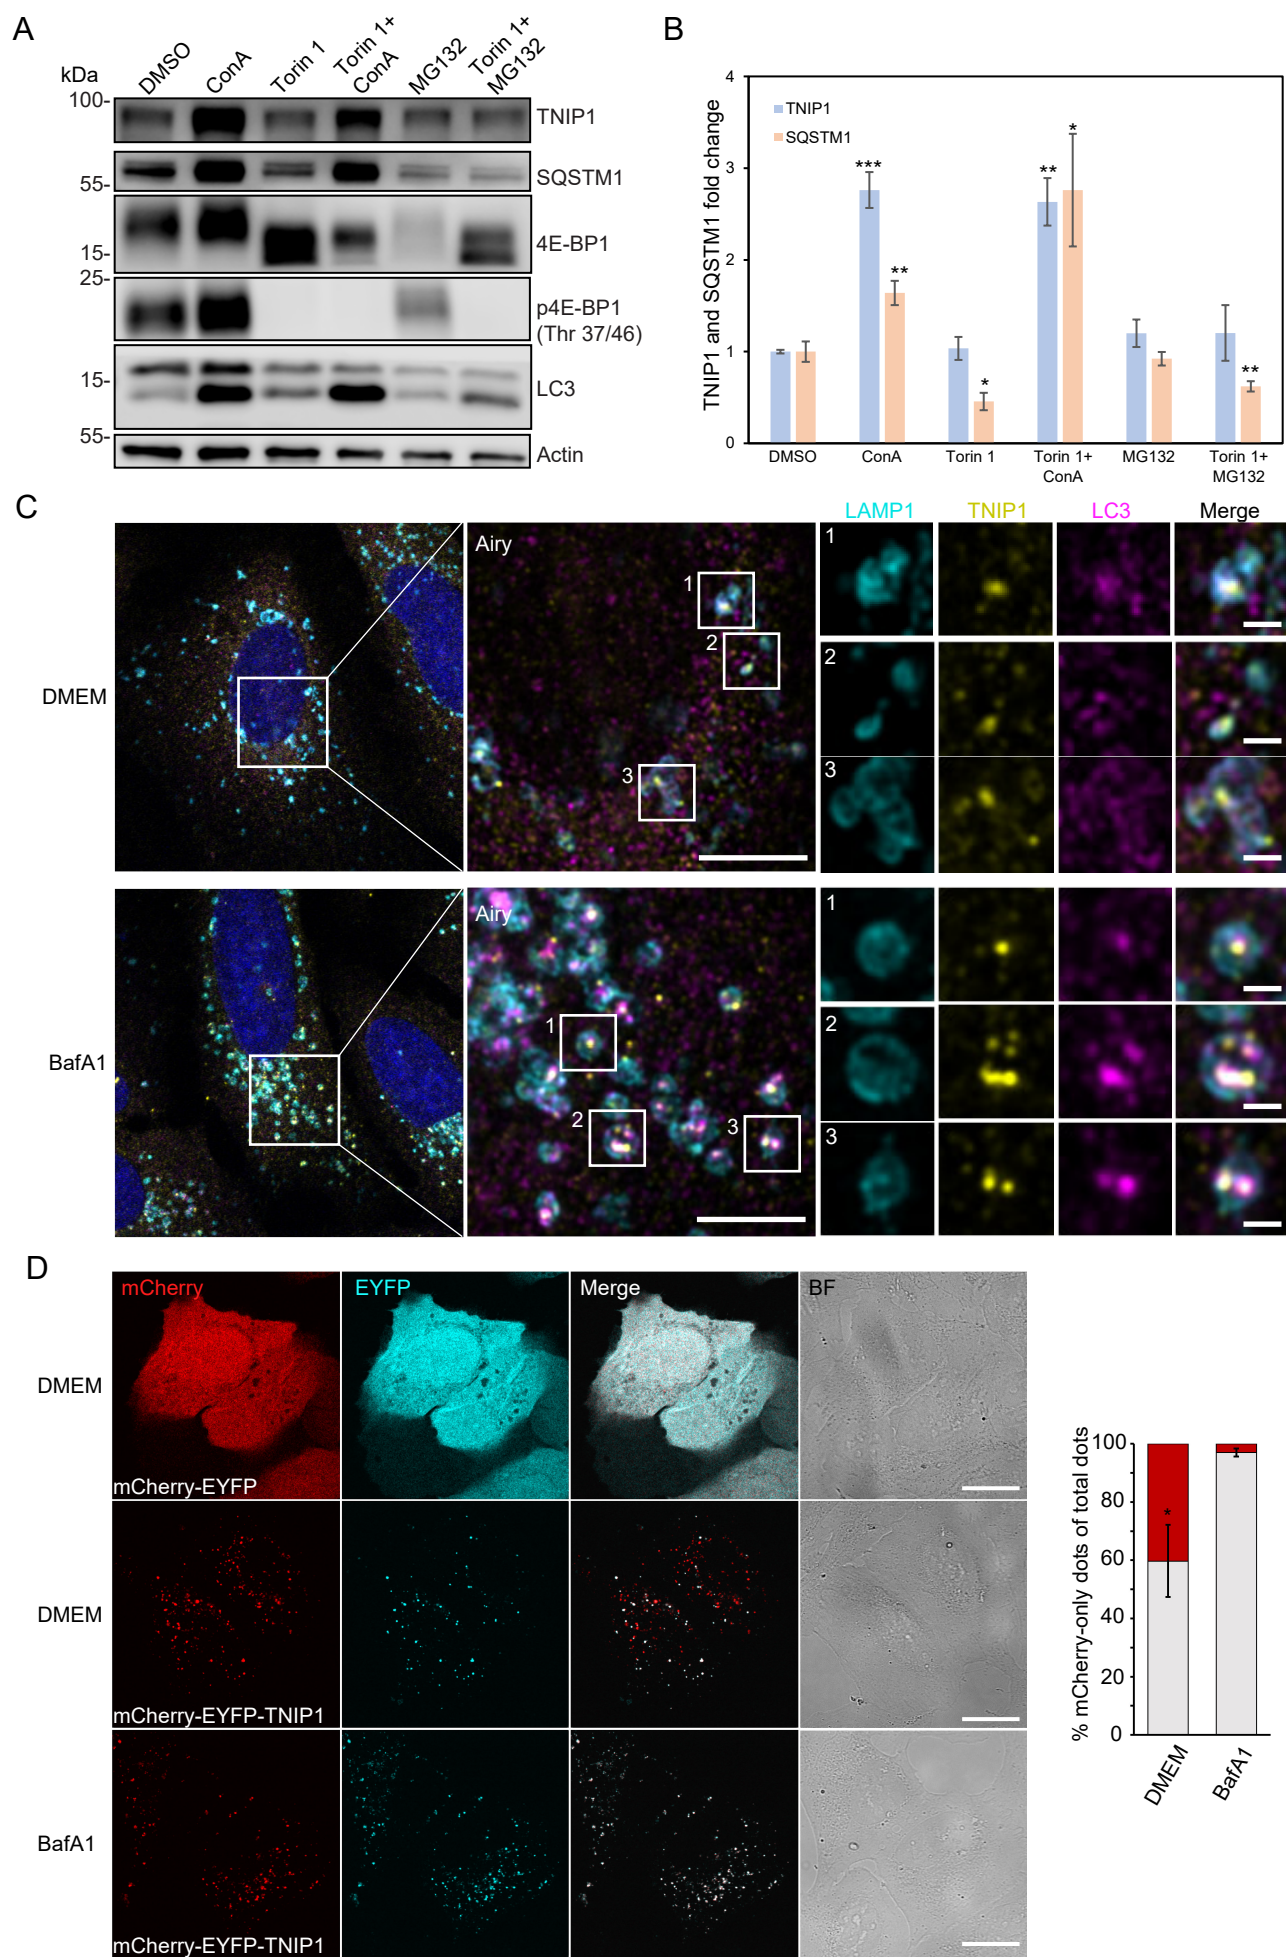 A
kDa
DMSO
ConA
Torin 1
Torin 1+
ConA
MG132
Torin 1+
MG132
100-
TNIP1
SQSTM1
55-
4E-BP1
15-
25-
p4E-BP1
(Thr 37/46)
15-
LC3
55-
Actin
B
TNIP1 and SQSTM1 fold change
4
3
2
1
0
TNIP1
SQSTM1
***
**
*
**
*
**
DMSO
ConA
Torin 1
Torin 1+
ConA
MG132
Torin 1+
MG132
C
LAMP1
TNIP1
LC3
Merge
DMEM
Airy
1
2
3
1
2
3
BafA1
Airy
1
2
3
1
2
3
D
mCherry
EYFP
Merge
BF
DMEM
mCherry-EYFP
DMEM
mCherry-EYFP-TNIP1
BafA1
mCherry-EYFP-TNIP1
% mCherry-only dots of total dots
100
80
60
40
20
0
*
DMEM
BafA1